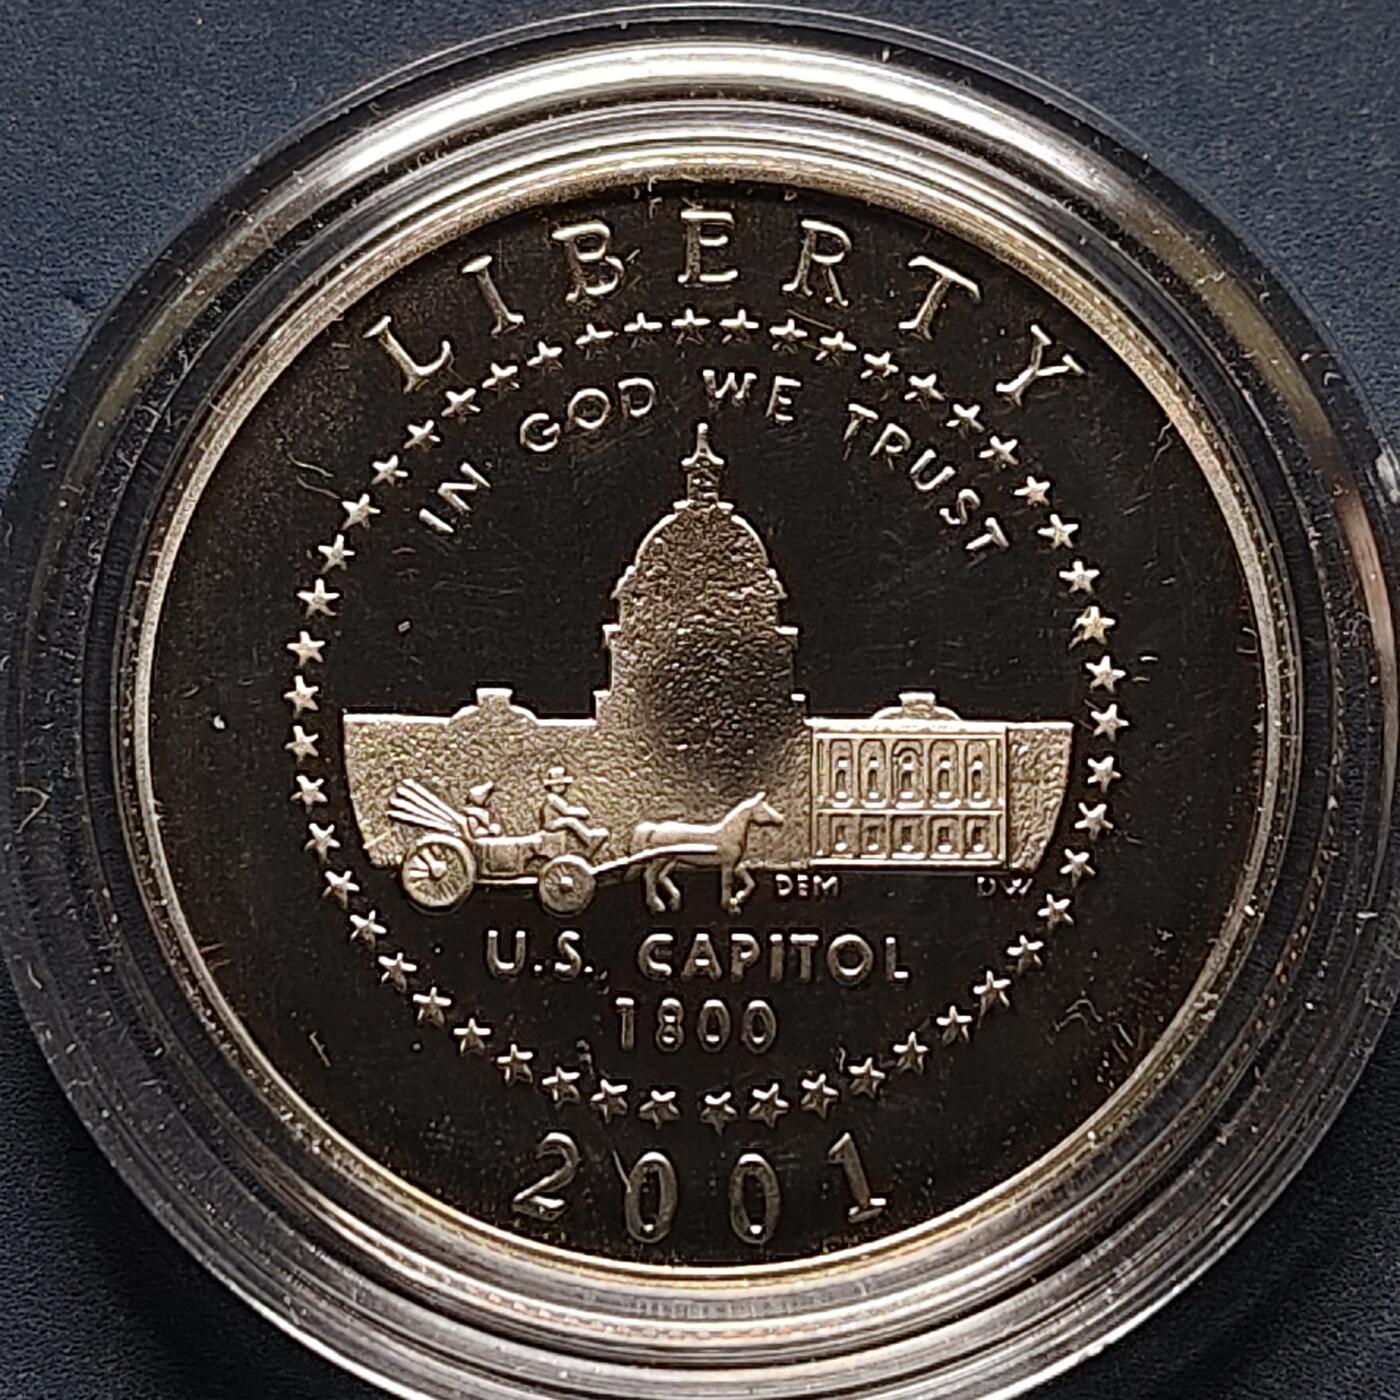 LIBERTY
IN GOD WE TRUST
DEM DW
U.S. CAPITOL
1800
2001